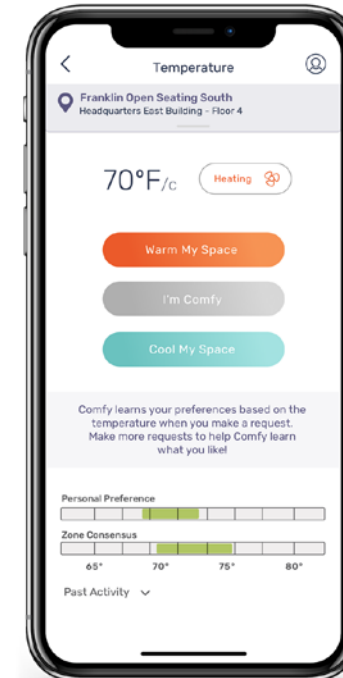 Temperature
Franklin Open Seating South
Headquarters East Building - Floor 4
70°F/c
Heating
Warm My Space
I'm Comfy
Cool My Space
Comfy learns your preferences based on the
temperature when you make a request.
Make more requests to help Comfy learn
what you like!
Personal Preference
Zone Consensus
65° 70° 75° 80°
Past Activity